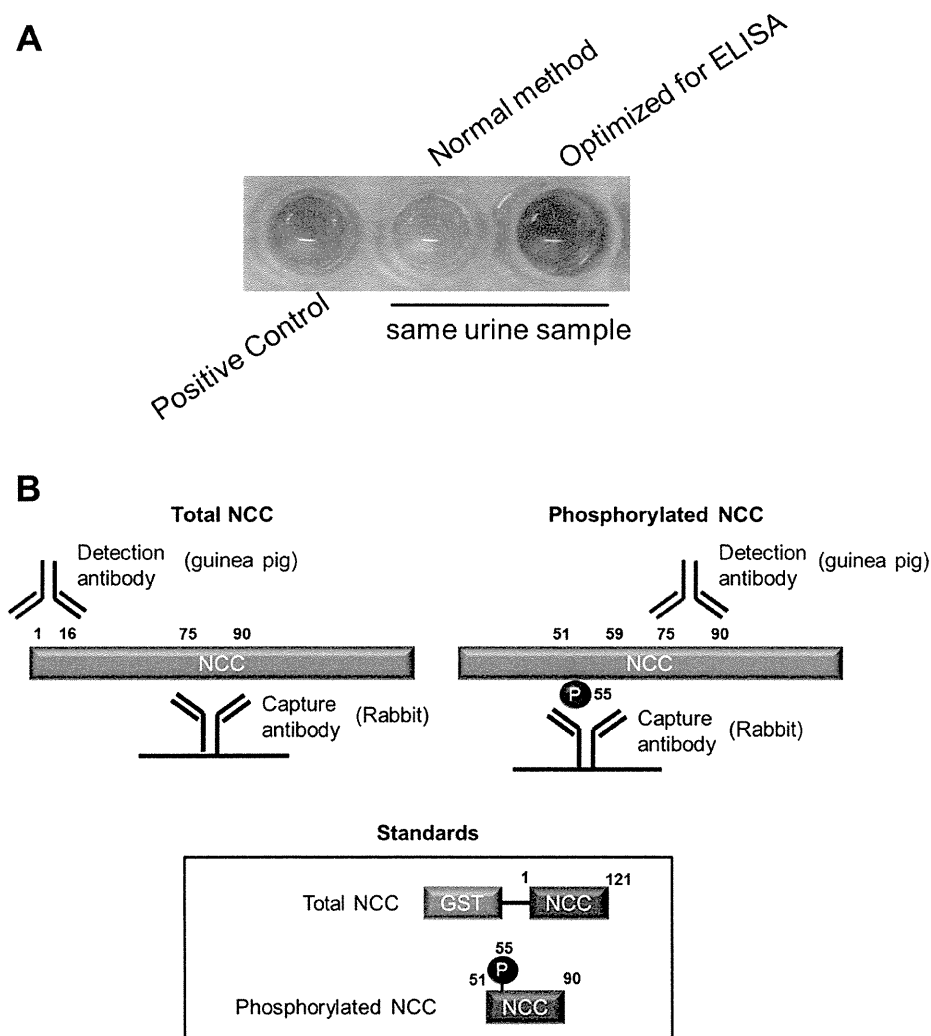 A
Normal method
Optimized for ELISA
Positive Control
same urine sample
B
Total NCC
Detection antibody (guinea pig)
1 16 75 90
NCC
Capture antibody (Rabbit)
Phosphorylated NCC
Detection antibody (guinea pig)
51 59 75 90
NCC
P 55
Capture antibody (Rabbit)
Standards
1 121
Total NCC GST NCC
55
P
51 90
Phosphorylated NCC NCC